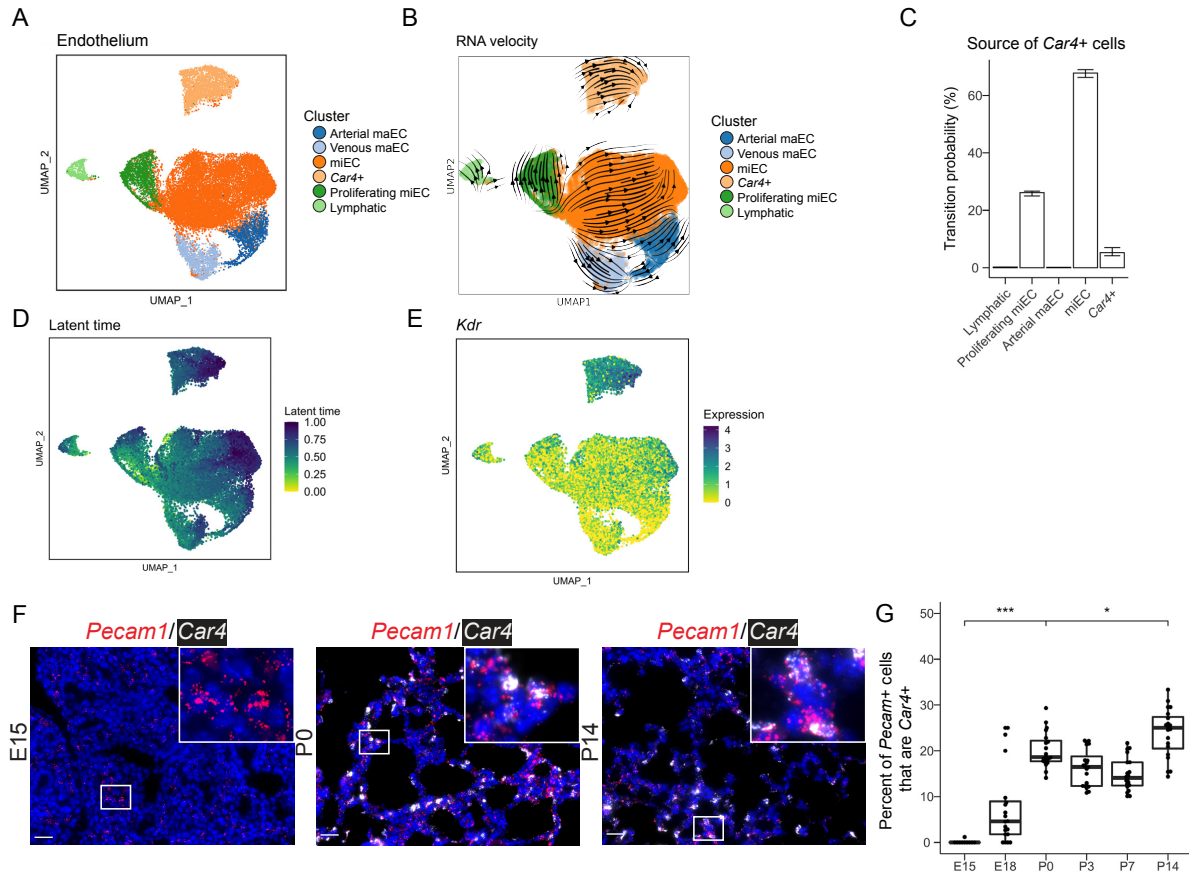 A
Endothelium
UMAP_2
UMAP_1
Cluster
Arterial maEC
Venous maEC
miEC
Car4+
Proliferating miEC
Lymphatic
B
RNA velocity
UMAP2
UMAP1
Cluster
Arterial maEC
Venous maEC
miEC
Car4+
Proliferating miEC
Lymphatic
C
Source of Car4+ cells
Transition probability (%)
60
40
20
0
Lymphatic
Proliferating miEC
Arterial maEC
miEC
Car4+
D
Latent time
UMAP_2
UMAP_1
Latent time
1.00
0.75
0.50
0.25
0.00
E
Kdr
UMAP_2
UMAP_1
Expression
4
3
2
1
0
F
Pecam1/Car4
E15
Pecam1/Car4
P0
Pecam1/Car4
P14
G
Percent of Pecam+ cells
that are Car4+
50
40
30
20
10
0
***
*
E15
E18
P0
P3
P7
P14